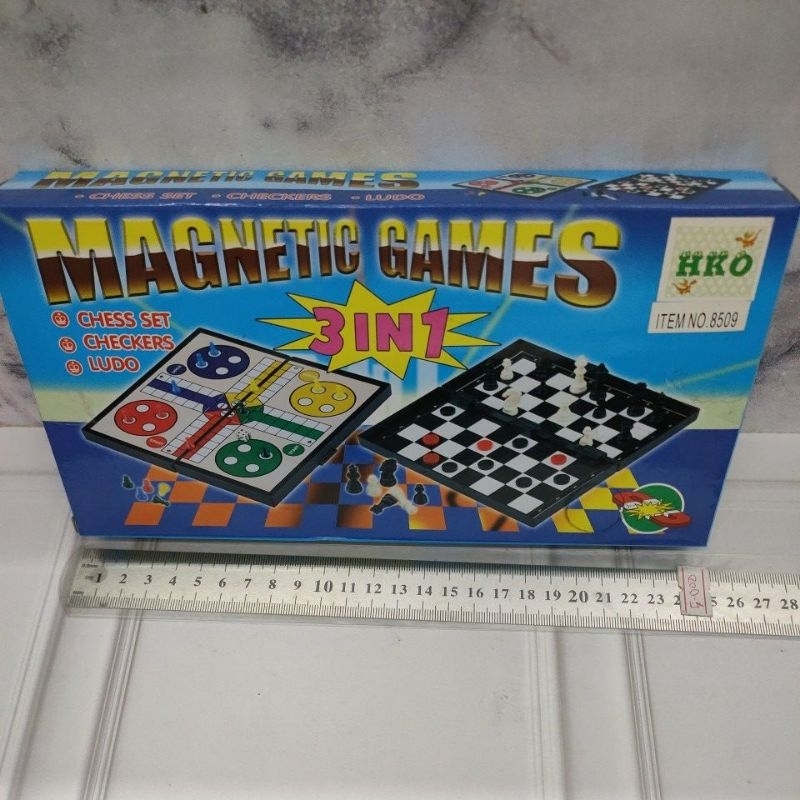 MAGNETIC GAMES
• CHESS SET • CHECKERS • LUDO
MAGNETIC GAMES
HKO
ITEM NO.8509
CHESS SET
CHECKERS
LUDO
3 IN 1
1 2 3 4 5 6 7 8 9 10 11 12 13 14 15 16 17 18 19 20 21 22 23 2 5 26 27 28